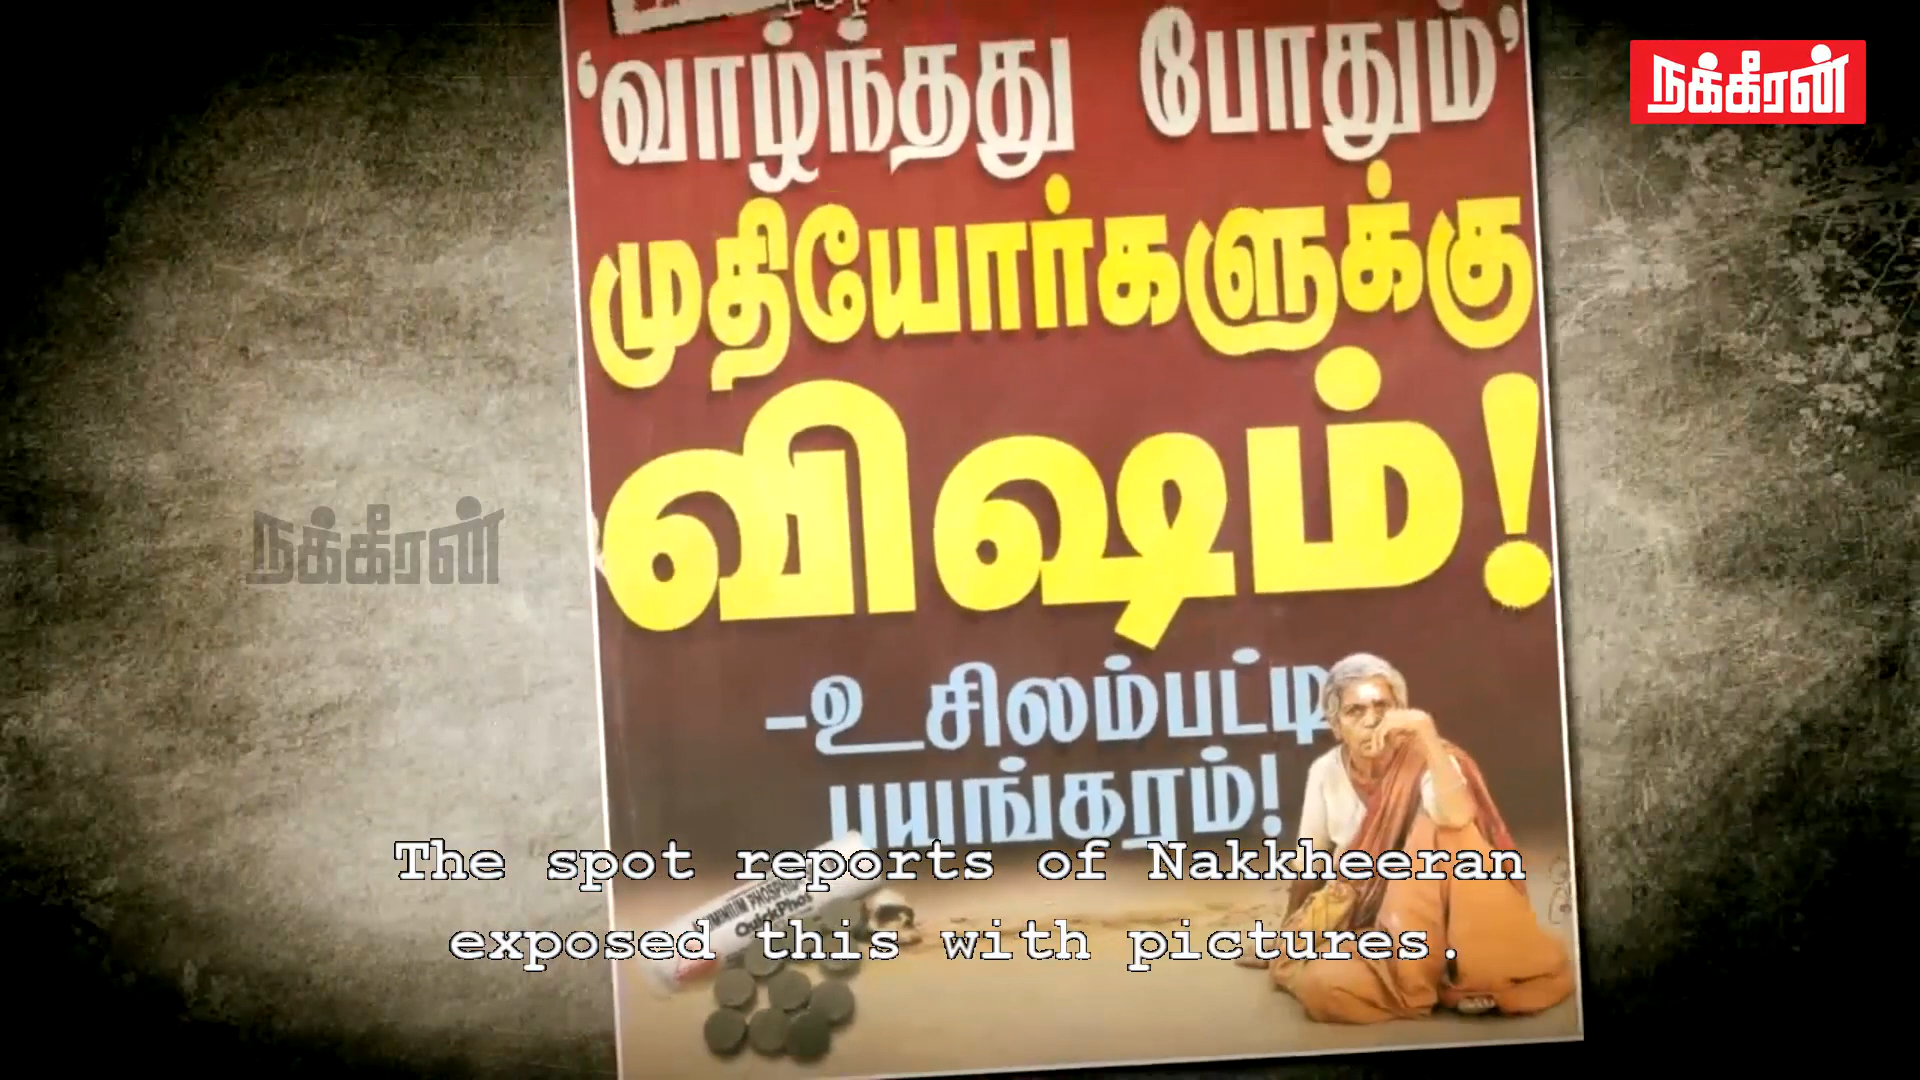 நக்கீரன்
‘வாழ்ந்தது போதும்’
முதியோர்களுக்கு
விஷம்!
நக்கீரன்
-உசிலம்பட்டி
பயங்கரம்!
The spot reports of Nakkheeran
exposed this with pictures.
QuickPhos